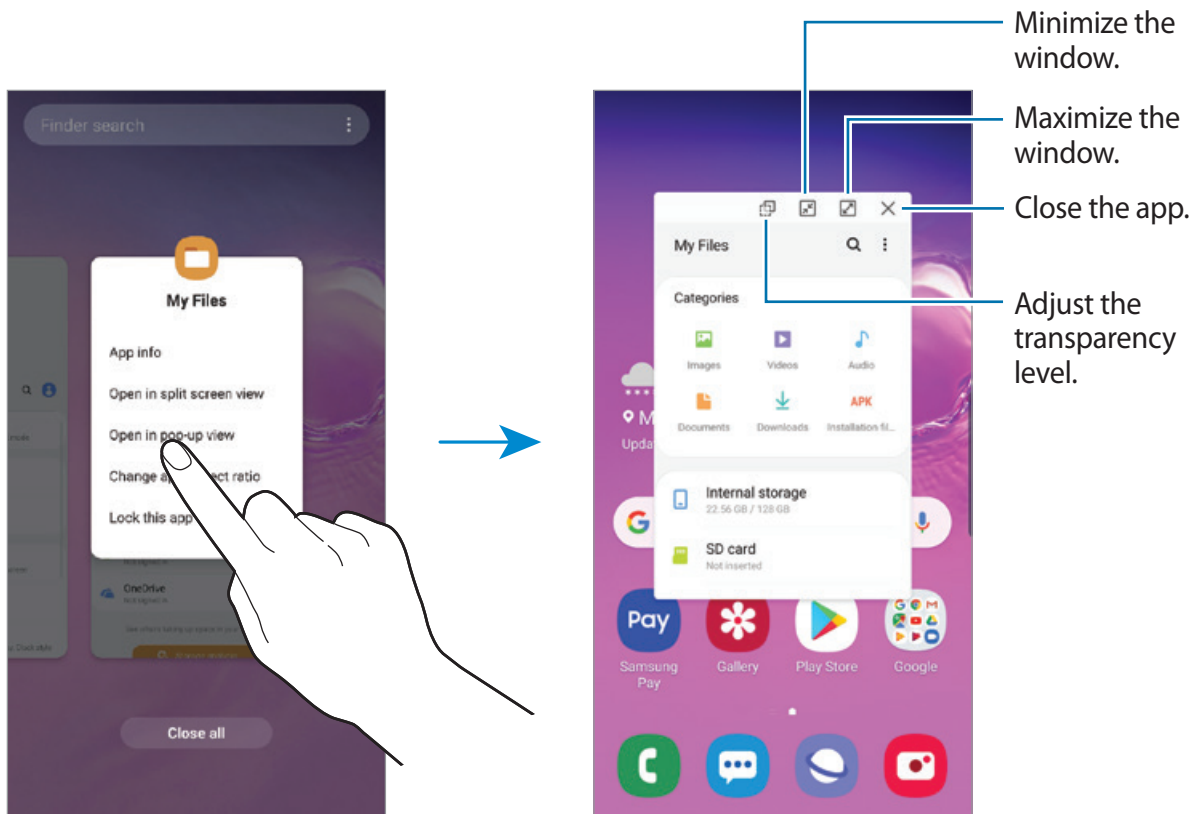 Finder search
My Files
App info
Open in split screen view
Open in pop-up view
Change a ect ratio
Lock this app
OneDrive
Close all
Minimize the
window.
Maximize the
window.
Close the app.
Adjust the
transparency
level.
My Files
Categories
Images Videos Audio
APK
Documents Downloads Installation fil...
M
Upda
Internal storage
22.56 GB / 128 GB
SD card
Not inserted
G
Pay
Samsung
Pay
Gallery Play Store Google